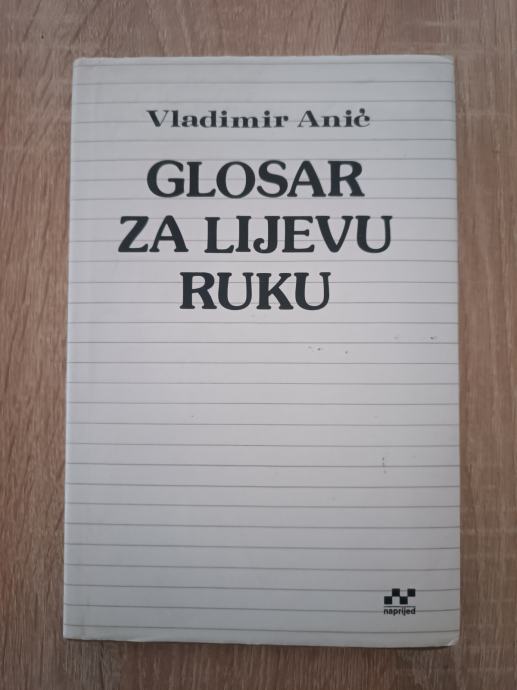 Vladimir Anić
GLOSAR
ZA LIJEVU
RUKU
naprijed